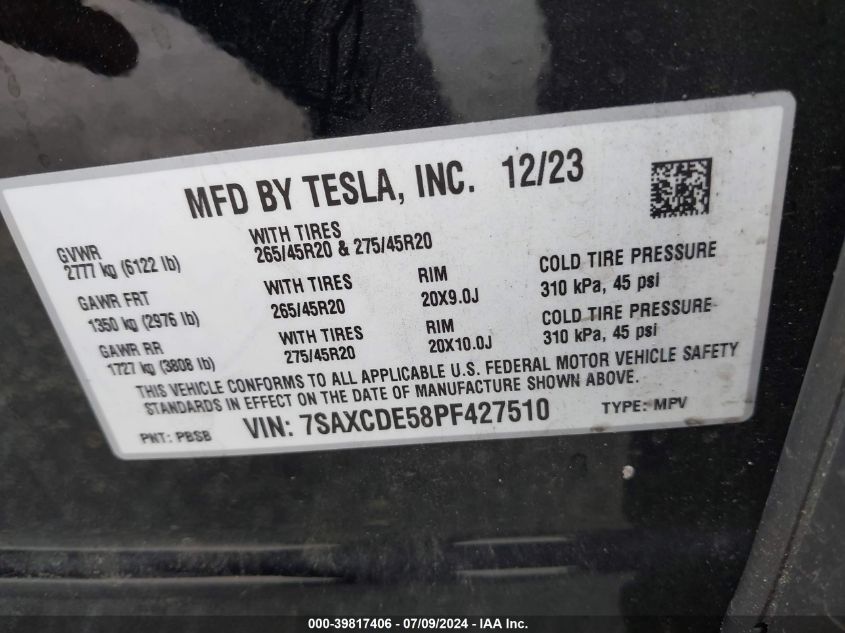 MFD BY TESLA, INC. 12/23
GVWR
2777 kg (6122 lb)
WITH TIRES
265/45R20 & 275/45R20
GAWR FRT
1350 kg (2976 lb)
WITH TIRES
265/45R20
RIM
20X9.0J
COLD TIRE PRESSURE
310 kPa, 45 psi
GAWR RR
1727 kg (3808 lb)
WITH TIRES
275/45R20
RIM
20X10.0J
COLD TIRE PRESSURE
310 kPa, 45 psi
THIS VEHICLE CONFORMS TO ALL APPLICABLE U.S. FEDERAL MOTOR VEHICLE SAFETY
STANDARDS IN EFFECT ON THE DATE OF MANUFACTURE SHOWN ABOVE.
PNT: PBSB VIN: 7SAXCDE58PF427510 TYPE: MPV
000-39817406 - 07/09/2024 - © IAA Inc.